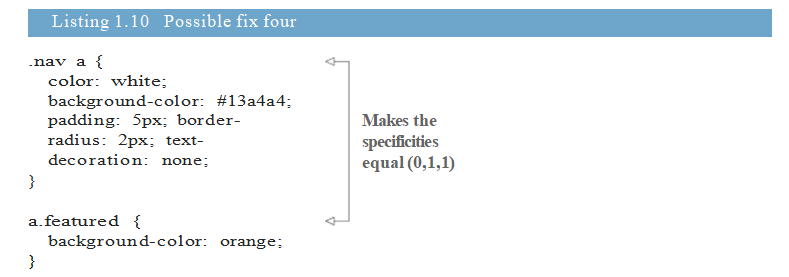 Listing 1.10 Possible fix four
.nav a {
color: white;
background-color: #13a4a4;
padding: 5px; border-
radius: 2px; text-
decoration: none;
}
Makes the
specificities
equal (0,1,1)
a.featured {
background-color: orange;
}